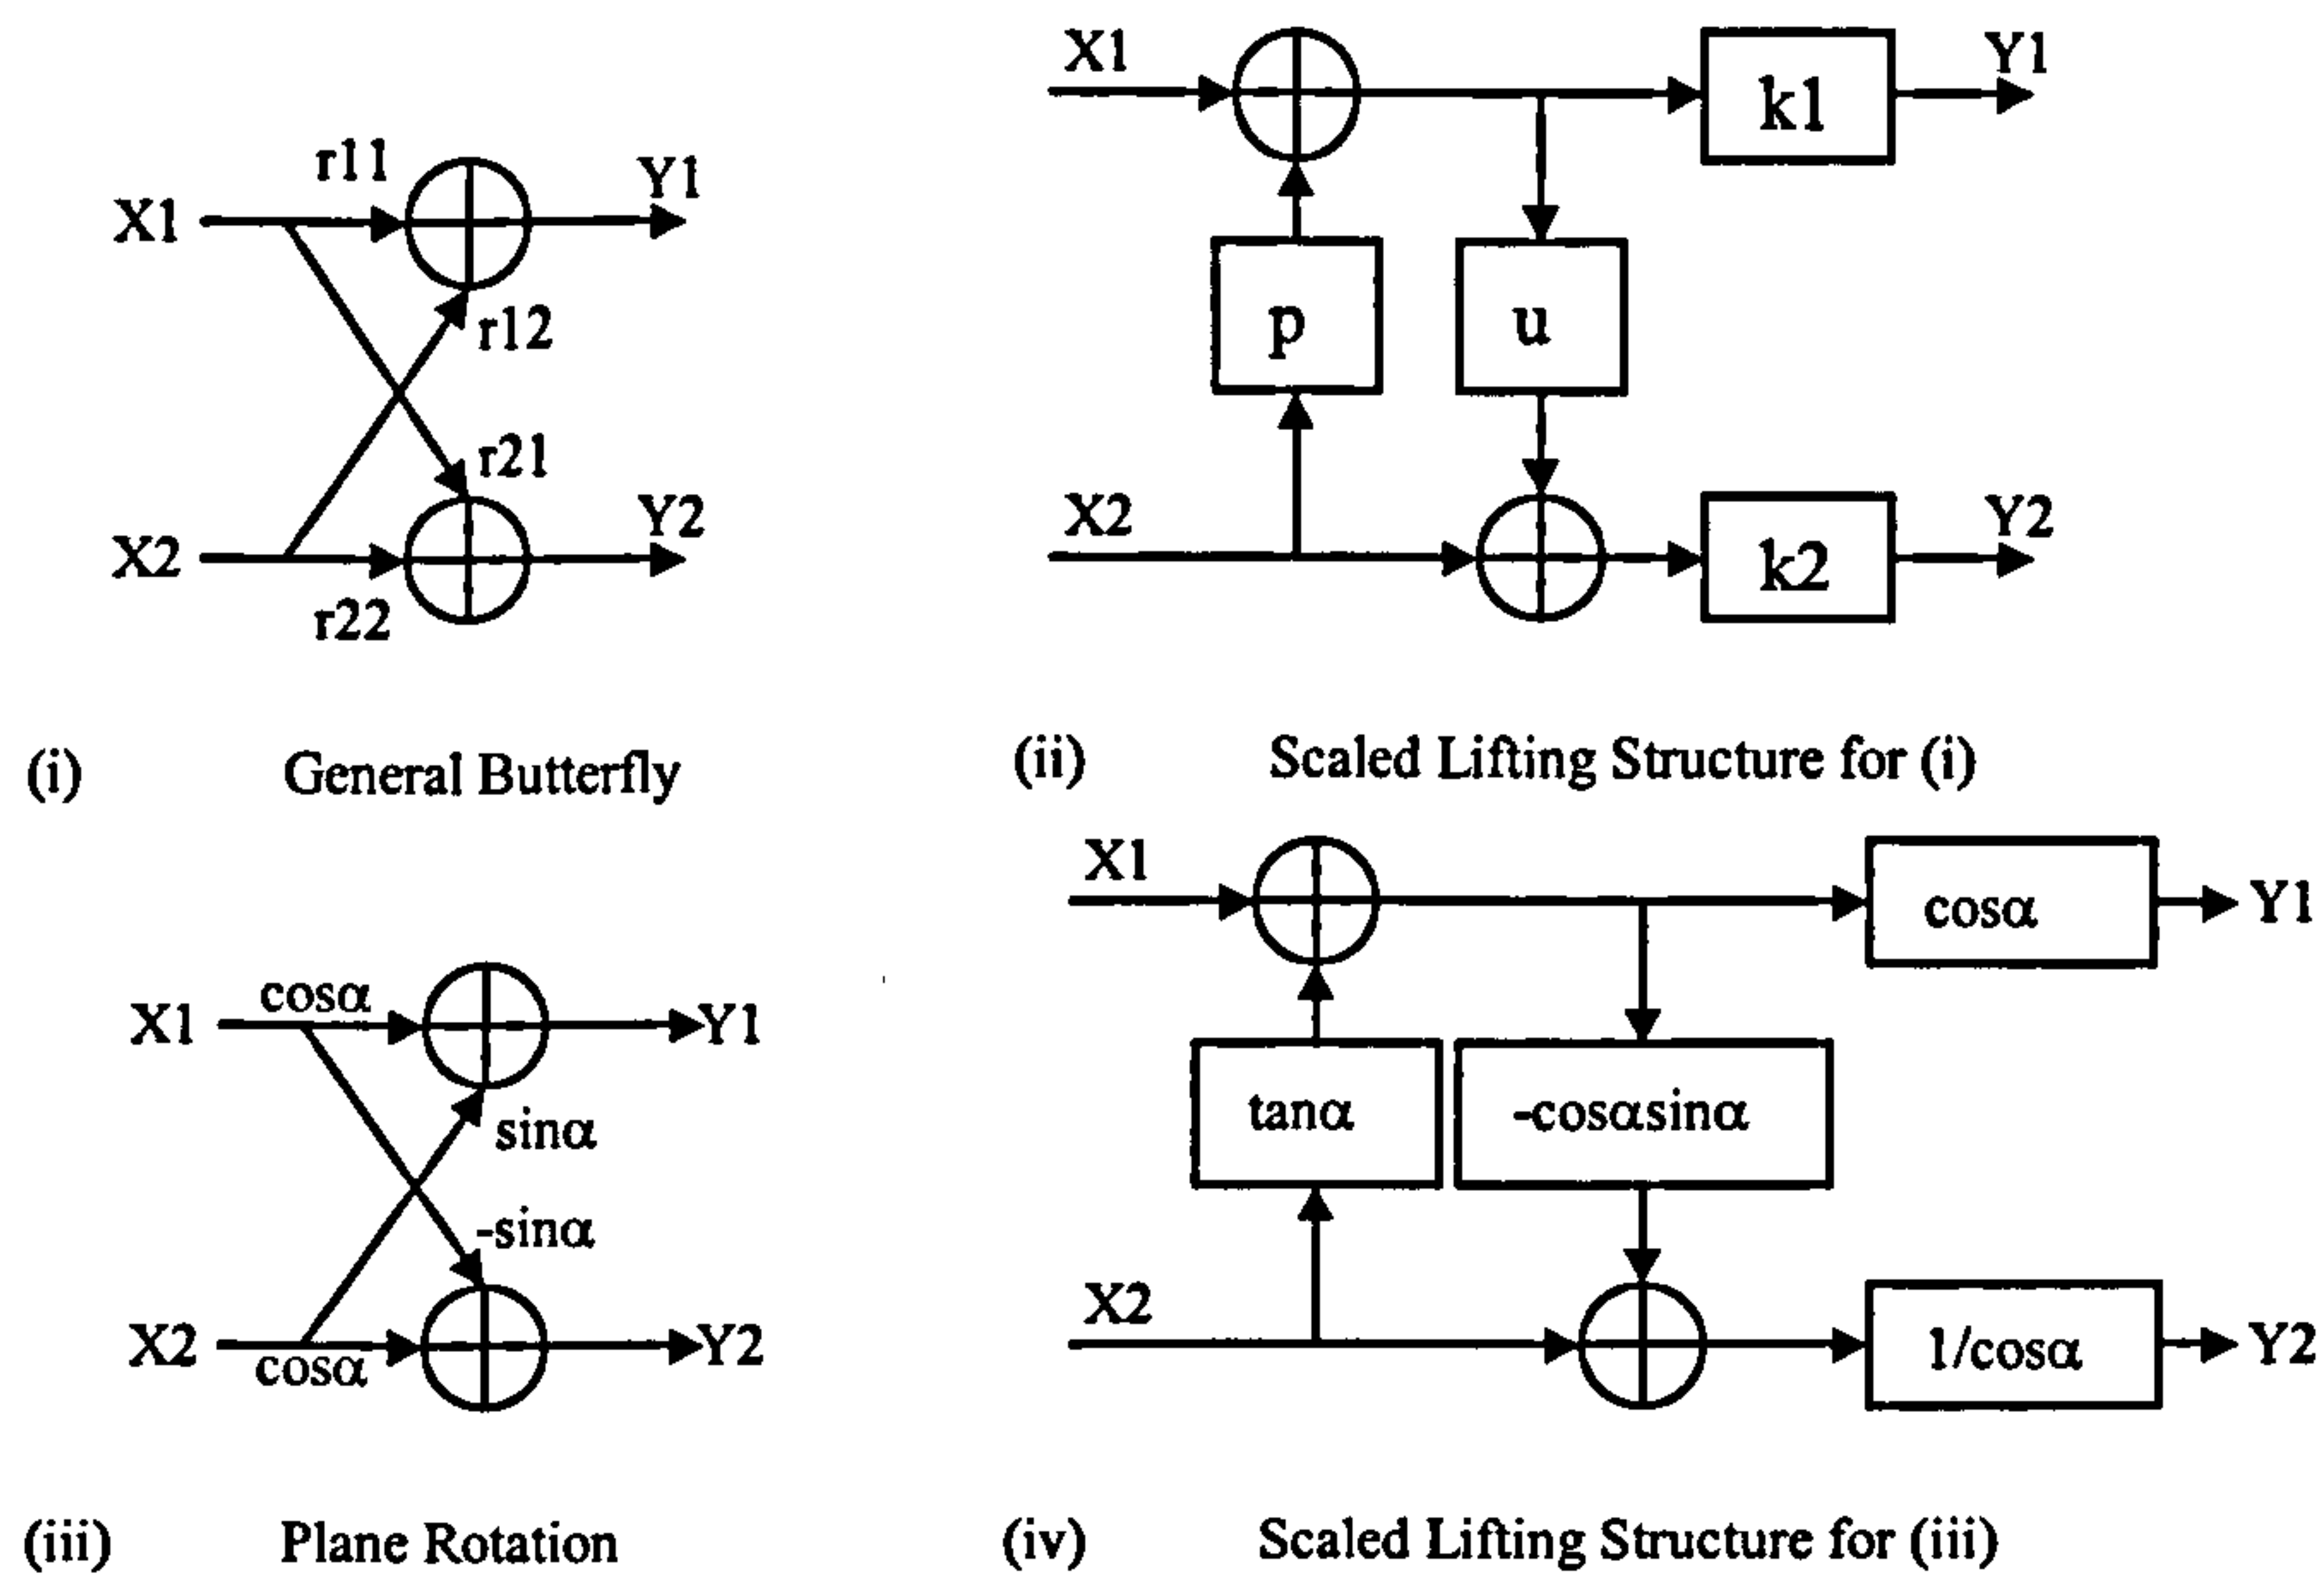 r11
X1
Y1
r12
r21
X2
Y2
r22
(i) General Butterfly
X1
k1
Y1
p
u
X2
k2
Y2
(ii) Scaled Lifting Structure for (i)
X1
cosα
Y1
sinα
-sinα
X2
cosα
Y2
(iii) Plane Rotation
X1
cosα
Y1
tanα
-cosαsinα
X2
1/cosα
Y2
(iv) Scaled Lifting Structure for (iii)